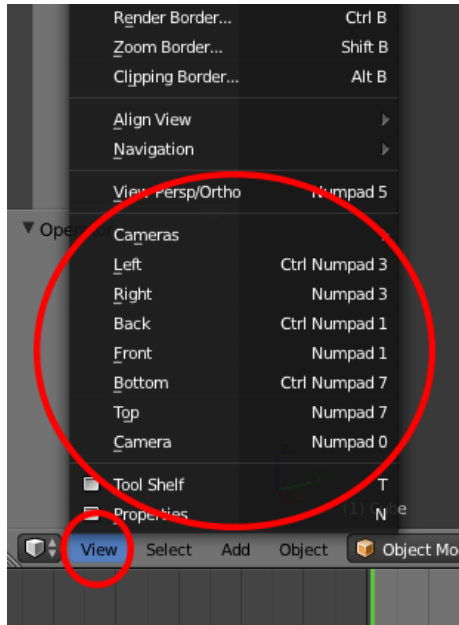 Render Border... Ctrl B
Zoom Border... Shift B
Clipping Border... Alt B
Align View
Navigation
View Persp/Ortho Numpad 5
Cameras
Left Ctrl Numpad 3
Right Numpad 3
Back Ctrl Numpad 1
Front Numpad 1
Bottom Ctrl Numpad 7
Top Numpad 7
Camera Numpad 0
Tool Shelf T
Properties N
View Select Add Object Object Mo